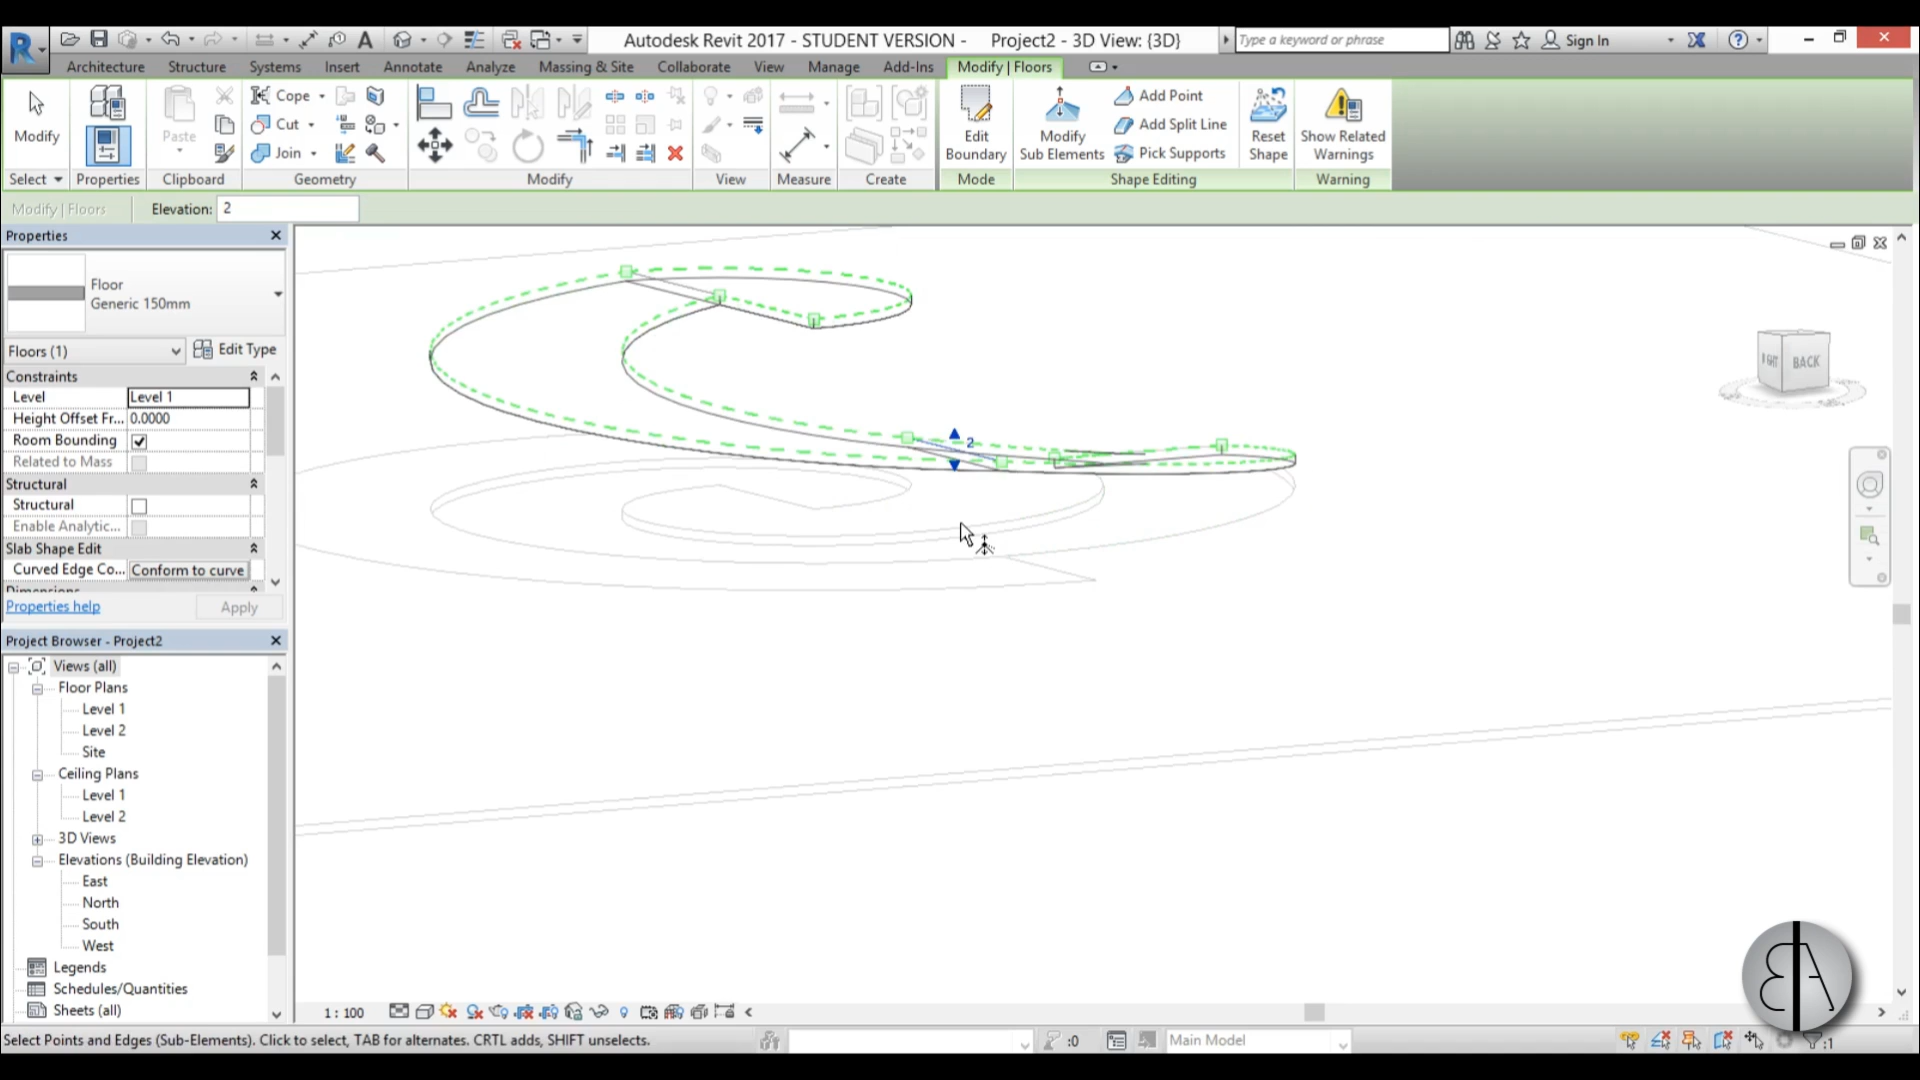 Autodesk Revit 2017 - STUDENT VERSION - Project2 - 3D View: {3D}
Type a keyword or phrase
Sign In
Architecture Structure Systems Insert Annotate Analyze Massing & Site Collaborate View Manage Add-Ins Modify | Floors
Modify
Paste
Cope
Cut
Join
Edit Boundary
Modify Sub Elements
Add Point
Add Split Line
Pick Supports
Reset Shape
Show Related Warnings
Select Properties Clipboard Geometry Modify View Measure Create Mode Shape Editing Warning
Modify | Floors Elevation: 2
Properties
Floor
Generic 150mm
Floors (1) Edit Type
Constraints
Level Level 1
Height Offset Fr... 0.0000
Room Bounding
Related to Mass
Structural
Structural
Enable Analytic...
Slab Shape Edit
Curved Edge Co... Conform to curve
Properties help Apply
Project Browser - Project2
Views (all)
Floor Plans
Level 1
Level 2
Site
Ceiling Plans
Level 1
Level 2
3D Views
Elevations (Building Elevation)
East
North
South
West
Legends
Schedules/Quantities
Sheets (all)
2
BACK
1 : 100
Select Points and Edges (Sub-Elements). Click to select, TAB for alternates. CRTL adds, SHIFT unselects.
:0
Main Model
:1